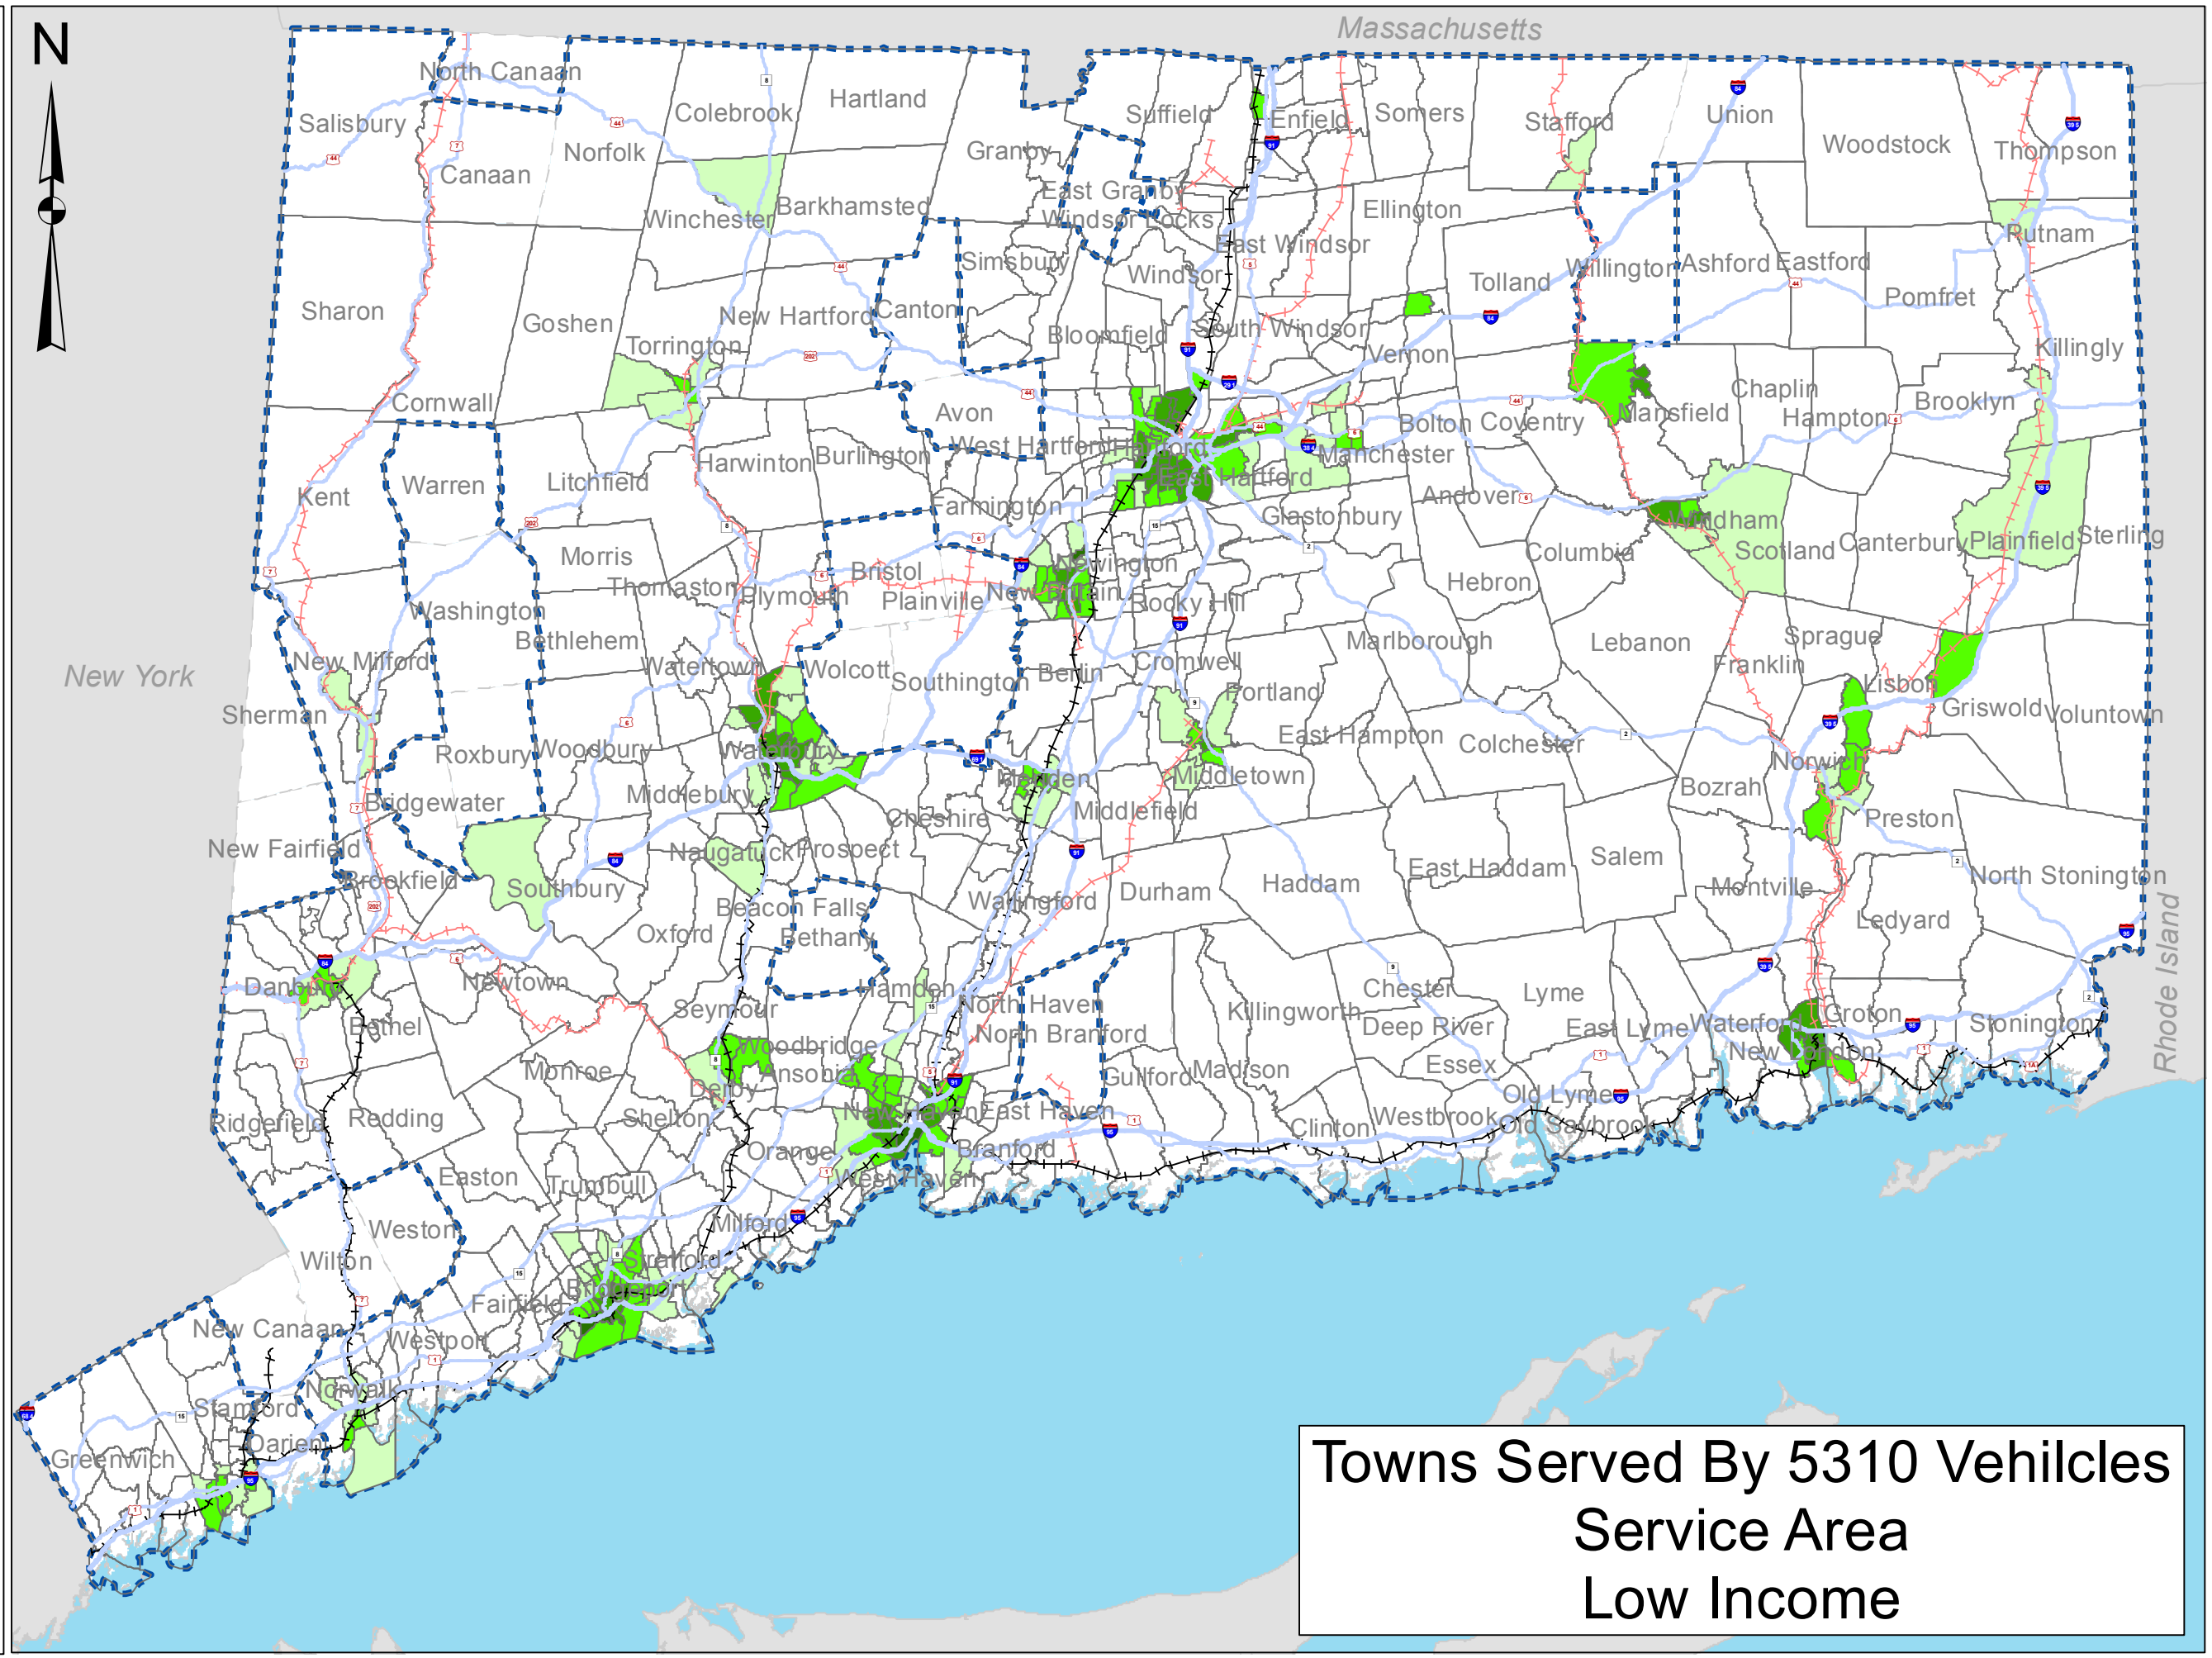 N
Massachusetts
North Canaan
Salisbury
Colebrook
Hartland
Suffield
Enfield
Somers
Stafford
Union
Woodstock
Thompson
Norfolk
Canaan
Granby
East Granby
Windsor Locks
Winchester
Barkhamsted
Ellington
East Windsor
Putnam
Simsbury
Windsor
Tolland
Willington
Ashford
Eastford
Pomfret
Sharon
Goshen
New Hartford
Canton
Bloomfield
South Windsor
Vernon
Killingly
Torrington
Cornwall
Avon
Bolton
Coventry
Mansfield
Chaplin
Hampton
Brooklyn
West Hartford
Hartford
Manchester
East Hartford
Kent
Warren
Litchfield
Harwinton
Burlington
Farmington
Glastonbury
Andover
Windham
Scotland
Canterbury
Plainfield
Sterling
Morris
Thomaston
Plymouth
Bristol
Plainville
New Britain
Newington
Rocky Hill
Columbia
Hebron
Washington
Bethlehem
Marlborough
Lebanon
Sprague
Franklin
New York
New Milford
Watertown
Wolcott
Southington
Berlin
Cromwell
Portland
Lisbon
Griswold
Voluntown
Sherman
Roxbury
Woodbury
Waterbury
East Hampton
Colchester
Norwich
Bridgewater
Middlebury
Meriden
Middletown
Middlefield
Bozrah
Preston
Cheshire
New Fairfield
Brookfield
Southbury
Naugatuck
Prospect
Wallingford
Durham
Haddam
East Haddam
Salem
Montville
North Stonington
Ledyard
Beacon Falls
Bethany
Oxford
Danbury
Newtown
Bethel
Seymour
Hamden
North Haven
North Branford
Killingworth
Chester
Deep River
Essex
Lyme
East Lyme
Waterford
New London
Groton
Stonington
Rhode Island
Monroe
Woodbridge
Ansonia
Derby
Guilford
Madison
Ridgefield
Redding
Shelton
New Haven
East Haven
Branford
Clinton
Westbrook
Old Lyme
Old Saybrook
Orange
West Haven
Easton
Trumbull
Milford
Weston
Wilton
Stratford
Bridgeport
Fairfield
New Canaan
Westport
Norwalk
Stamford
Darien
Greenwich
Towns Served By 5310 Vehilcles
Service Area
Low Income